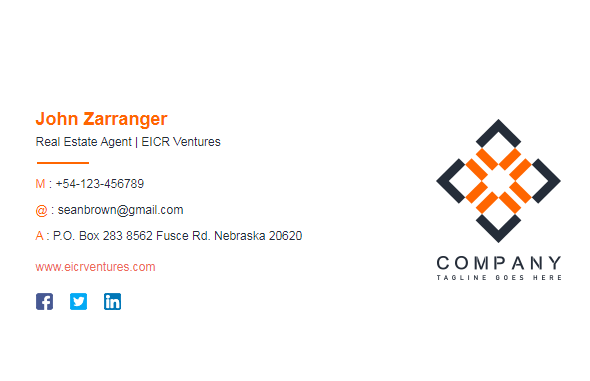 John Zarranger
Real Estate Agent | EICR Ventures
M : +54-123-456789
@ : seanbrown@gmail.com
A : P.O. Box 283 8562 Fusce Rd. Nebraska 20620
www.eicrventures.com
COMPANY
TAGLINE GOES HERE